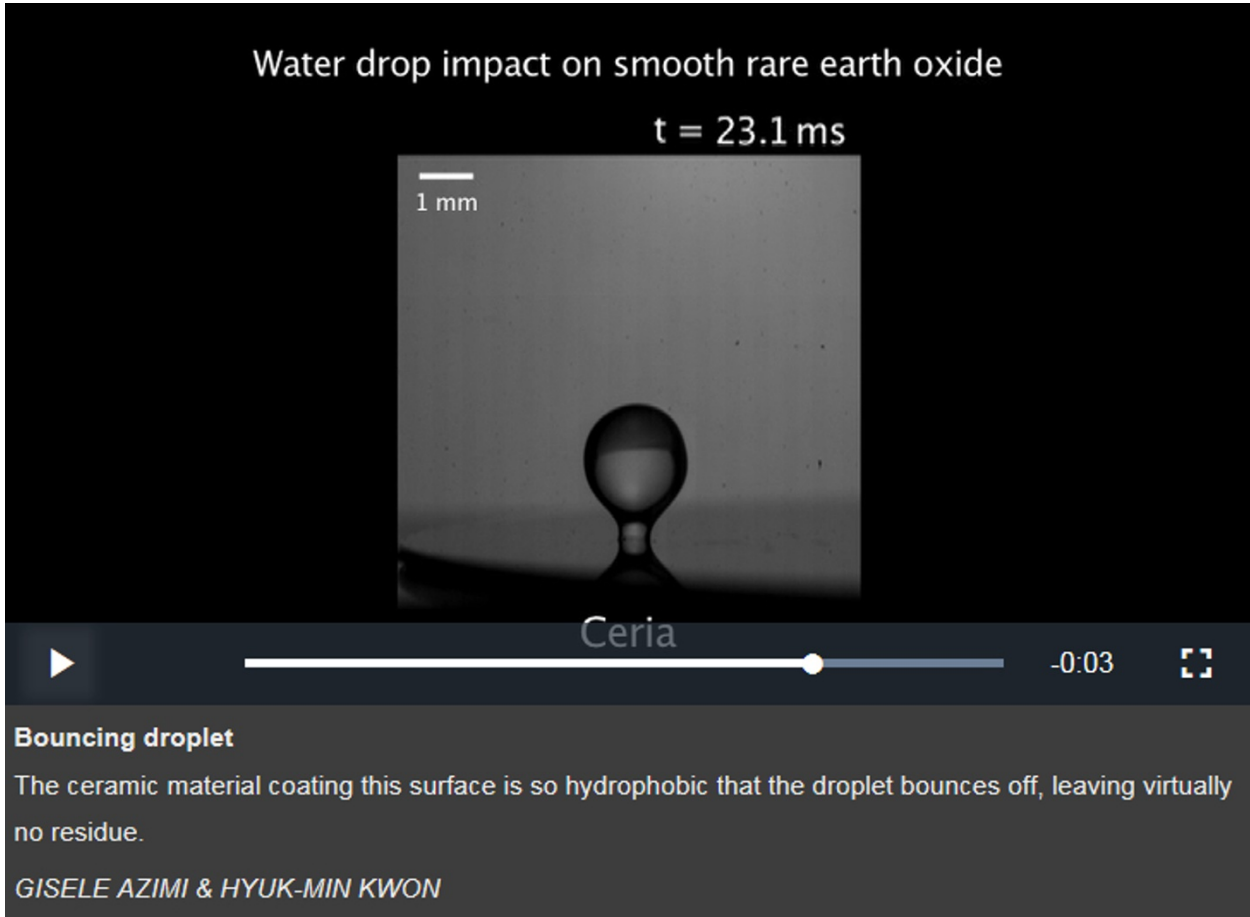 Water drop impact on smooth rare earth oxide
t = 23.1 ms
1 mm
Ceria
-0:03
Bouncing droplet
The ceramic material coating this surface is so hydrophobic that the droplet bounces off, leaving virtually
no residue.
GISELE AZIMI & HYUK-MIN KWON